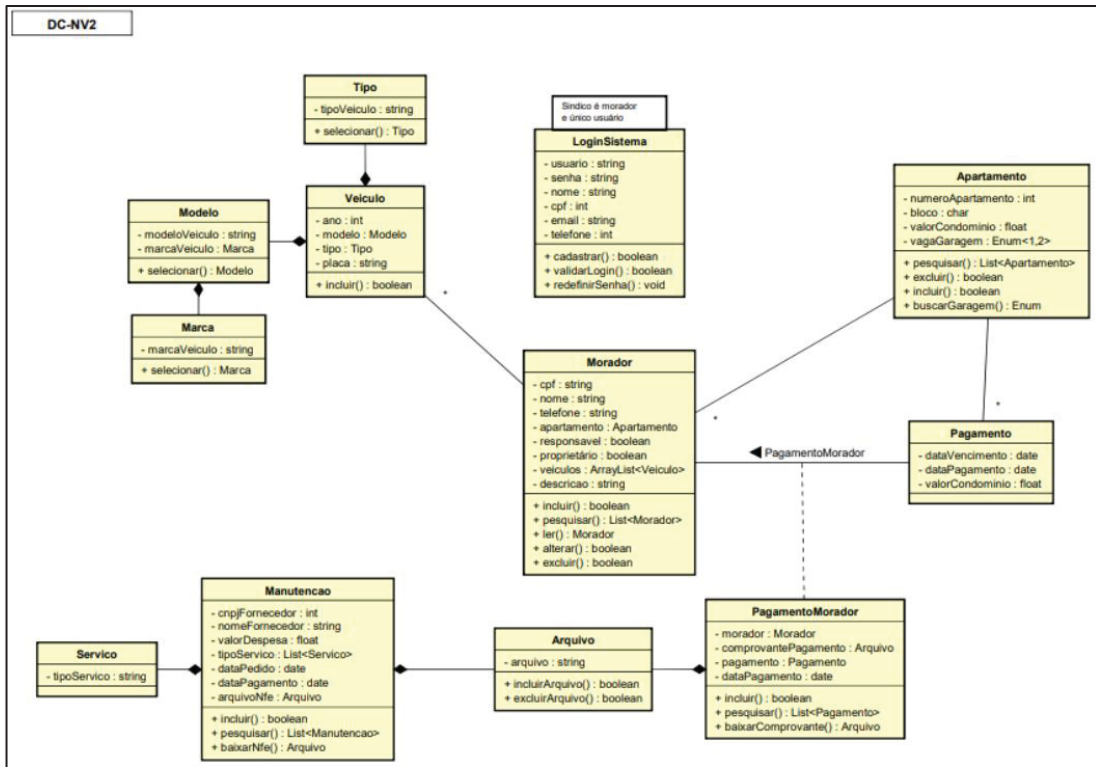 DC-NV2
Tipo
- tipoVeiculo : string
+ selecionar() : Tipo
Sindico é morador
e único usuário
LoginSistema
- usuario : string
- senha : string
- nome : string
- cpf : int
- email : string
- telefone : int
+ cadastrar() : boolean
+ validarLogin() : boolean
+ redefinirSenha() : void
Apartamento
- numeroApartamento : int
- bloco : char
- valorCondominio : float
- vagaGaragem : Enum<1,2>
+ pesquisar() : List<Apartamento>
+ excluir() : boolean
+ incluir() : boolean
+ buscarGaragem() : Enum
Veiculo
- ano : int
- modelo : Modelo
- tipo : Tipo
- placa : string
+ incluir() : boolean
Modelo
- modeloVeiculo : string
- marcaVeiculo : Marca
+ selecionar() : Modelo
Marca
- marcaVeiculo : string
+ selecionar() : Marca
*
Morador
- cpf : string
- nome : string
- telefone : string
- apartamento : Apartamento
- responsavel : boolean
- proprietário : boolean
- veiculos : ArrayList<Veiculo>
- descricao : string
+ incluir() : boolean
+ pesquisar() : List<Morador>
+ ler() : Morador
+ alterar() : boolean
+ excluir() : boolean
*
*
PagamentoMorador
Pagamento
- dataVencimento : date
- dataPagamento : date
- valorCondominio : float
Manutencao
- cnpjFornecedor : int
- nomeFornecedor : string
- valorDespesa : float
- tipoServico : List<Servico>
- dataPedido : date
- dataPagamento : date
- arquivoNfe : Arquivo
+ incluir() : boolean
+ pesquisar() : List<Manutencao>
+ baixarNfe() : Arquivo
Servico
- tipoServico : string
Arquivo
- arquivo : string
+ incluirArquivo() : boolean
+ excluirArquivo() : boolean
PagamentoMorador
- morador : Morador
- comprovantePagamento : Arquivo
- pagamento : Pagamento
- dataPagamento : date
+ incluir() : boolean
+ pesquisar() : List<Pagamento>
+ baixarComprovante() : Arquivo